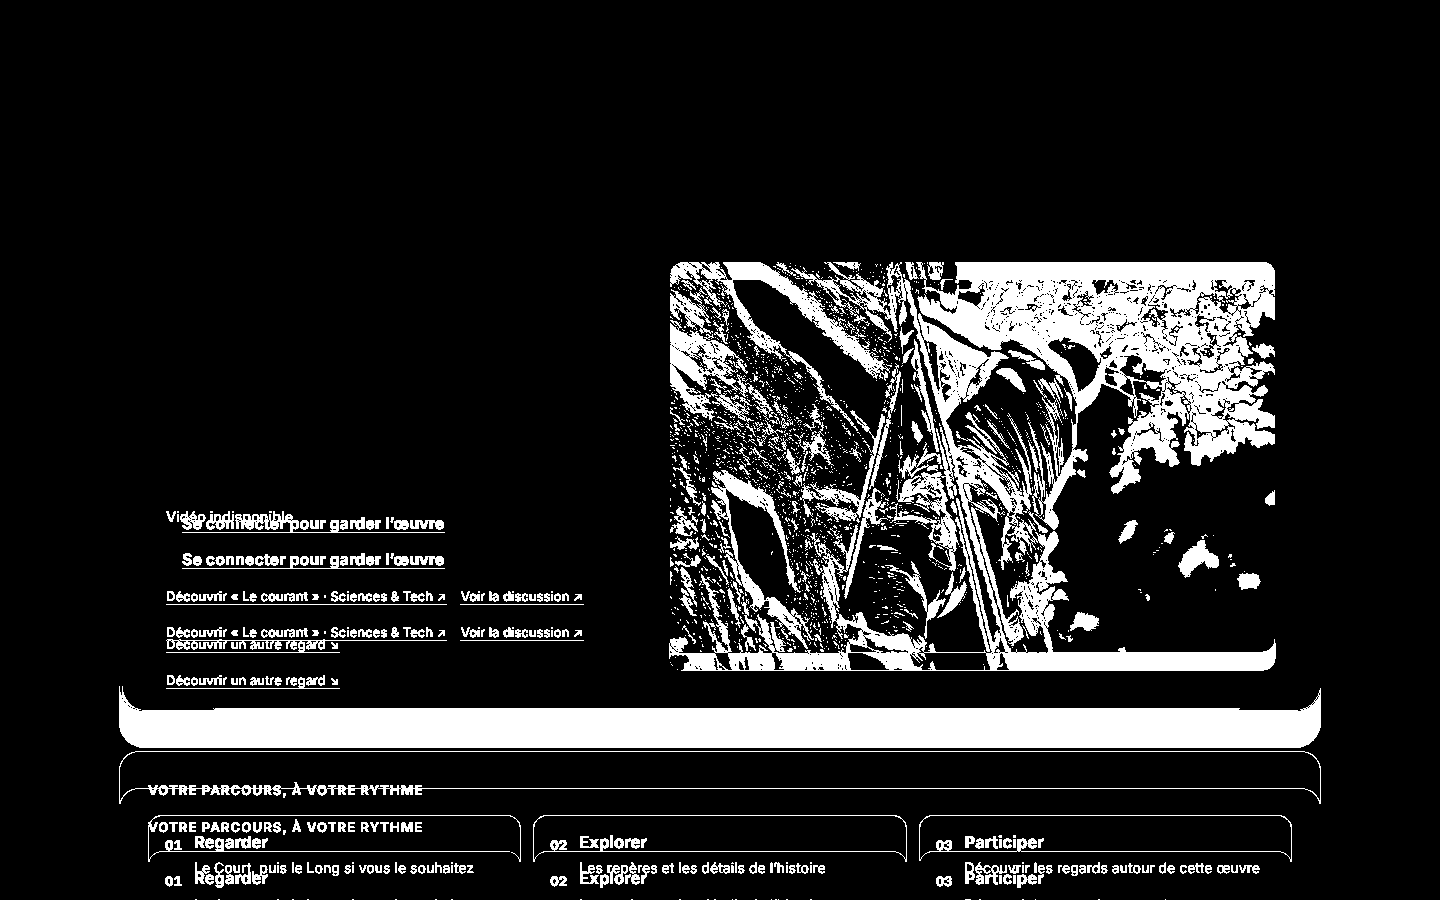 Vidéo indisponible
Se connecter pour garder l'œuvre
Se connecter pour garder l'œuvre
Découvrir « Le courant » · Sciences & Tech ↗ Voir la discussion ↗
Découvrir « Le courant » · Sciences & Tech ↗ Voir la discussion ↗
Découvrir un autre regard ↘
Découvrir un autre regard ↘
VOTRE PARCOURS, À VOTRE RYTHME
VOTRE PARCOURS, À VOTRE RYTHME
01 Regarder 02 Explorer 03 Participer
Le Court, puis le Long si vous le souhaitez Les repères et les détails de l'histoire Découvrir les regards autour de cette œuvre
01 Regarder 02 Explorer 03 Participer